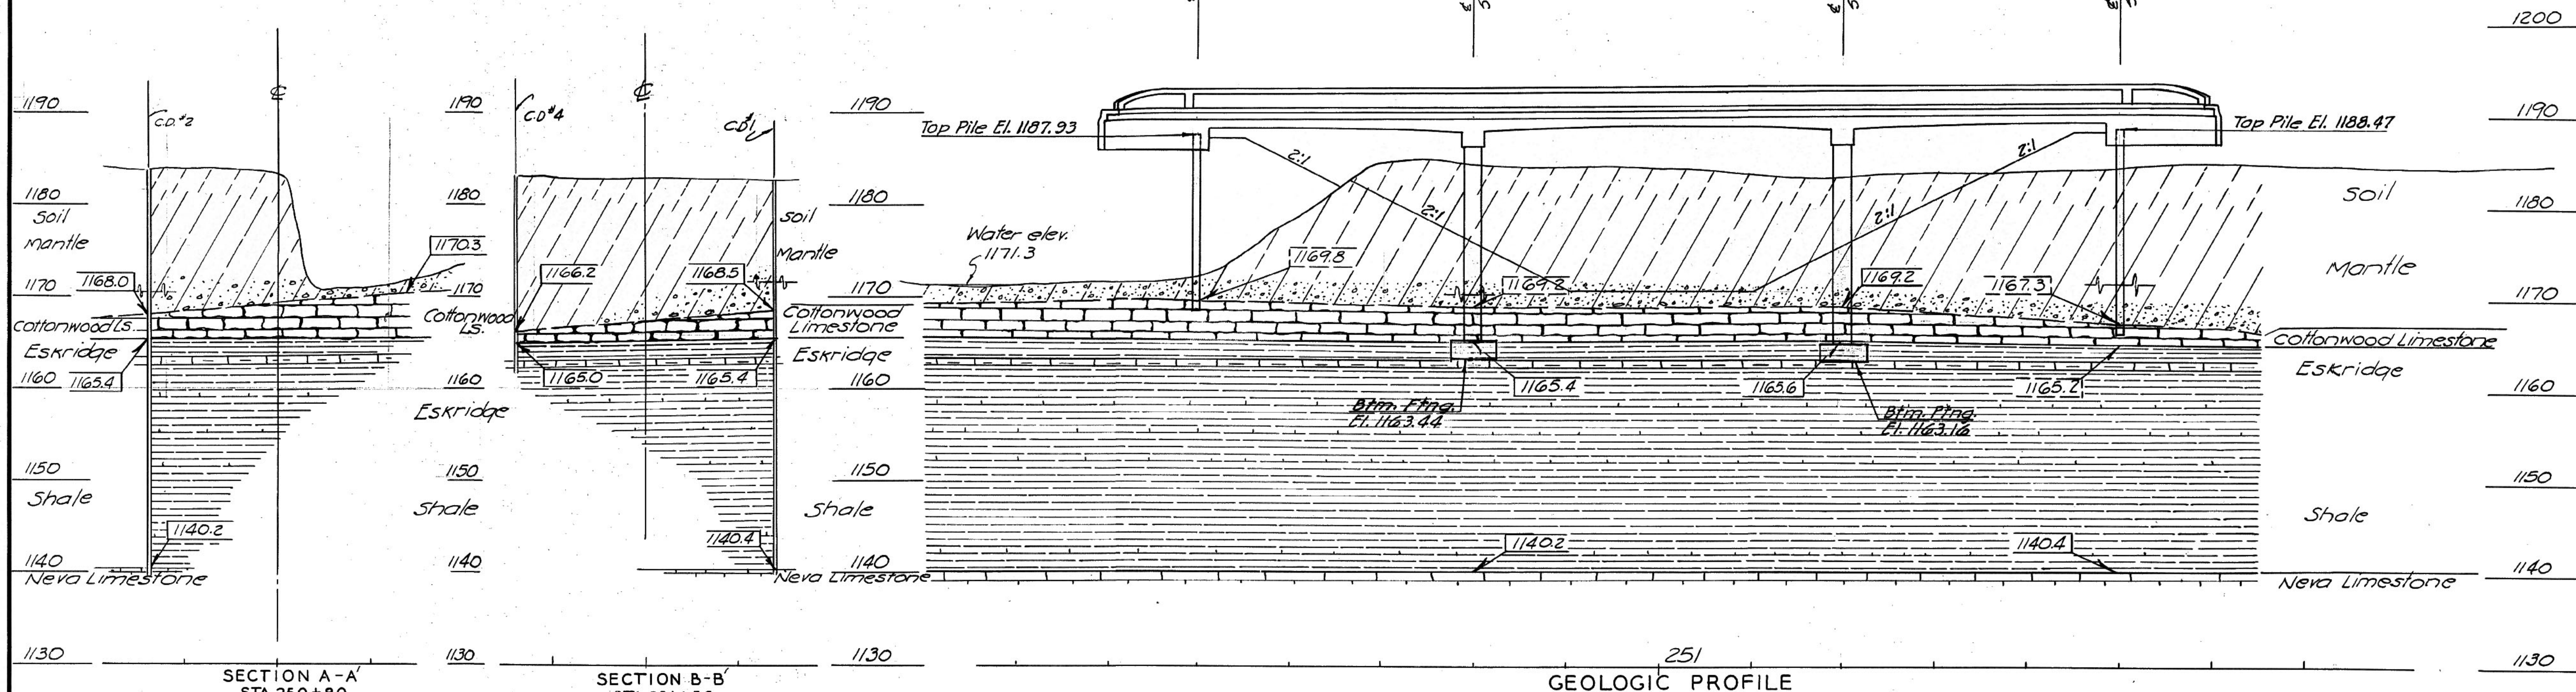 1190
1180
Soil
Mantle
1170
1168.0
Cottonwood Ls.
Eskridge
1160
1165.4
1150
Shale
1140.2
1140
Neva Limestone
1130
C.D. #2
℄
1170.3
SECTION A-A'
STA. 250+80
1190
1180
1170
Cottonwood
Ls.
1160
Eskridge
1150
Shale
1140
1130
C.D. #4
℄
C.D. #1
1166.2
1168.5
1165.0
1165.4
1140.4
SECTION B-B'
Soil
Mantle
Cottonwood
Limestone
Eskridge
Shale
Neva Limestone
1190
1180
1170
1160
1150
1140
1130
Top Pile El. 1187.93
Top Pile El. 1188.47
2:1
2:1
2:1
2:1
Water elev.
1171.3
1169.8
1169.2
1169.2
1167.3
1165.4
1165.6
1165.2
Btm. Ftng.
El. 1163.44
Btm. Ftng.
El. 1163.16
1140.2
1140.4
251
GEOLOGIC PROFILE
Soil
Mantle
Cottonwood Limestone
Eskridge
Shale
Neva Limestone
1200
1190
1180
1170
1160
1150
1140
1130